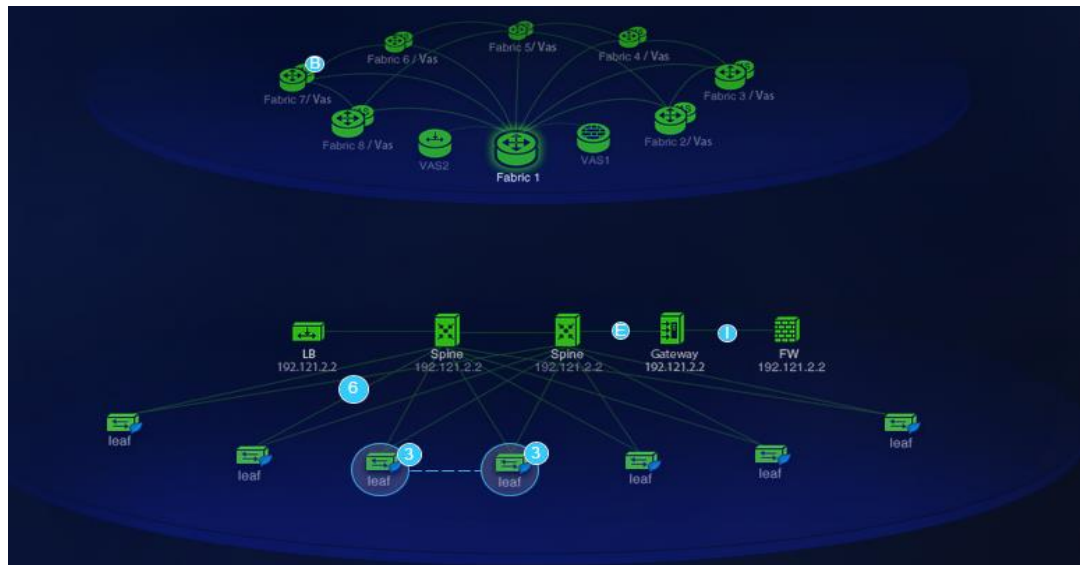 Fabric 5/ Vas
Fabric 6 / Vas
Fabric 4 / Vas
B
Fabric 7/ Vas
Fabric 3 / Vas
Fabric 8 / Vas
Fabric 2/ Vas
VAS2
VAS1
Fabric 1
E
I
LB
192.121.2.2
Spine
192.121.2.2
Spine
192.121.2.2
Gateway
192.121.2.2
FW
192.121.2.2
6
leaf
leaf
3
leaf
3
leaf
leaf
leaf
leaf